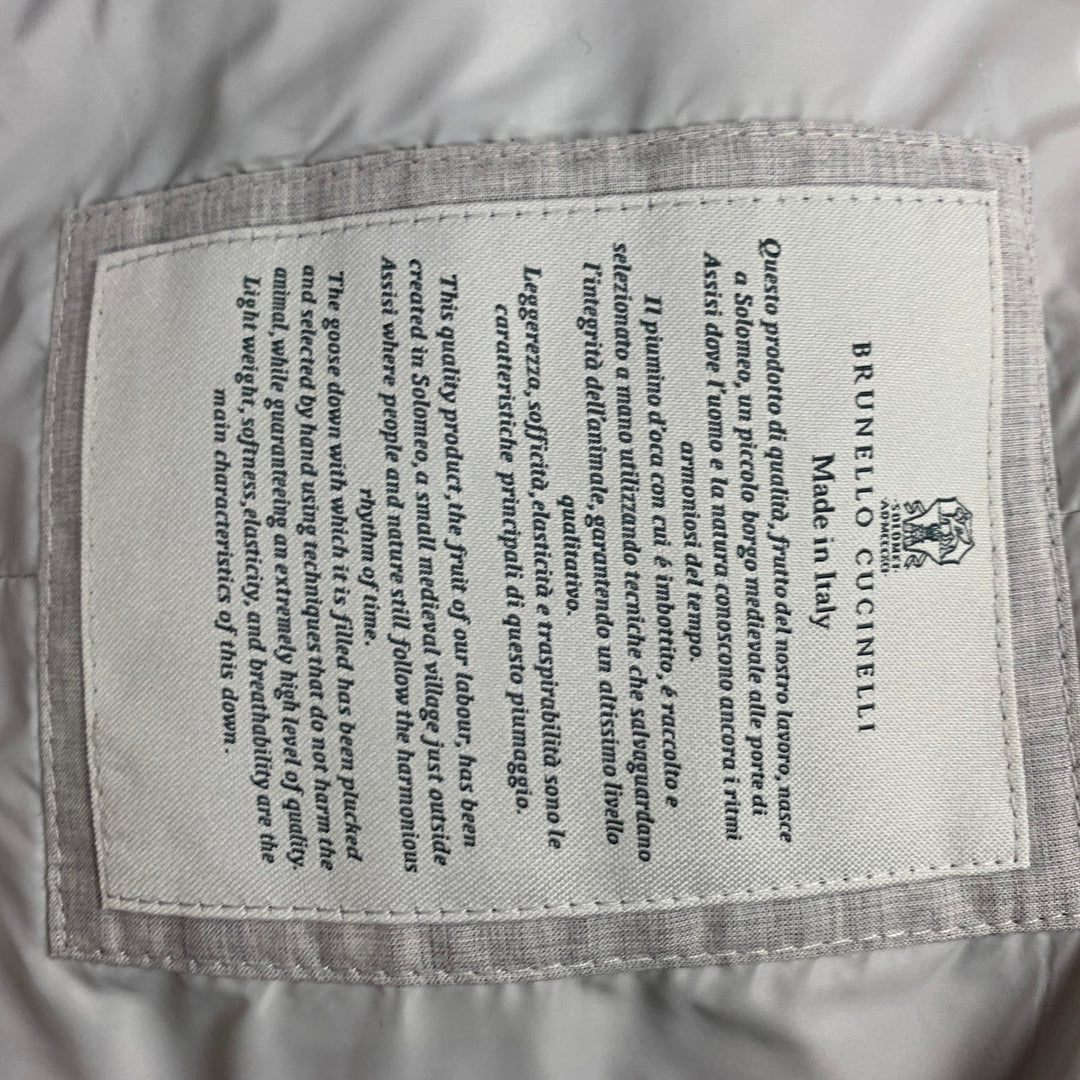 SOLOMEI
ADMNISTRO
BRUNELLO CUCINELLI
Made in Italy
Questo prodotto di qualità, frutto del nostro lavoro, nasce
a Solomeo, un piccolo borgo medievale alle porte di
Assisi dove l'uomo e la natura conoscono ancora i ritmi
armoniosi del tempo.
Il piumino d'oca con cui é imbottito, é raccolto e
selezionato a mano utilizzando tecniche che salvaguardano
l'integrità dell'animale, garantendo un altissimo livello
qualitativo.
Leggerezza, sofficità, elasticità e traspirabilità sono le
caratteristiche principali di questo piumaggio.
This quality product, the fruit of our labour, has been
created in Solomeo, a small medieval village just outside
Assisi where people and nature still follow the harmonious
rhythm of time.
The goose down with which it is filled has been plucked
and selected by hand using techniques that do not harm the
animal, while guaranteeing an extremely high level of quality.
Light weight, softness, elasticity, and breathability are the
main characteristics of this down.